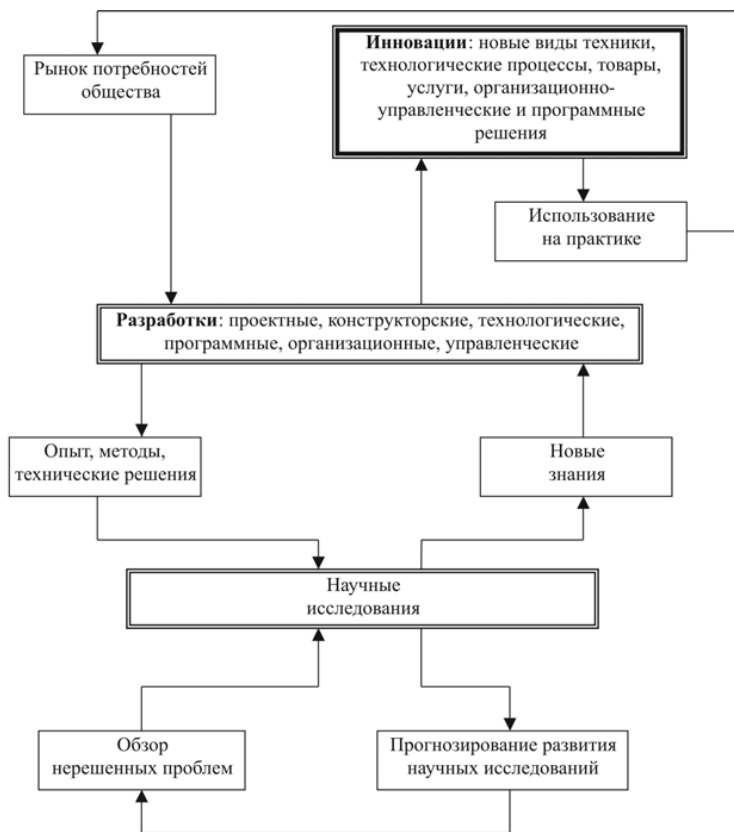 Рынок потребностей
общества
Инновации: новые виды техники,
технологические процессы, товары,
услуги, организационно-
управленческие и программные
решения
Использование
на практике
Разработки: проектные, конструкторские, технологические,
программные, организационные, управленческие
Опыт, методы,
технические решения
Новые
знания
Научные
исследования
Обзор
нерешенных проблем
Прогнозирование развития
научных исследований